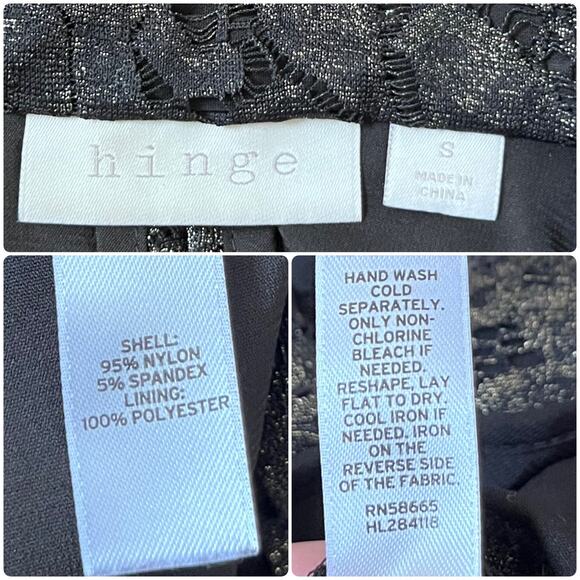 hinge
S
MADE IN
CHINA
SHELL:
95% NYLON
5% SPANDEX
LINING:
100% POLYESTER
HAND WASH
COLD
SEPARATELY.
ONLY NON-
CHLORINE
BLEACH IF
NEEDED.
RESHAPE, LAY
FLAT TO DRY.
COOL IRON IF
NEEDED. IRON
ON THE
REVERSE SIDE
OF THE FABRIC.
RN58665
HL284118